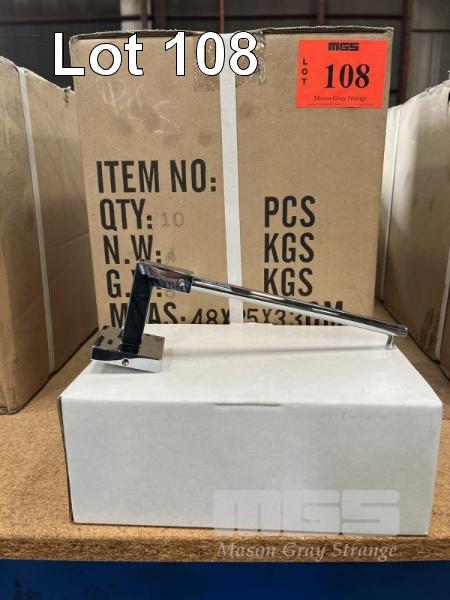 Lot 108
MGS
LOT
108
Mason Gray Strange
ITEM NO:
QTY: 10 PCS
N.W: KGS
G. KGS
MGS
Mason Gray Strange